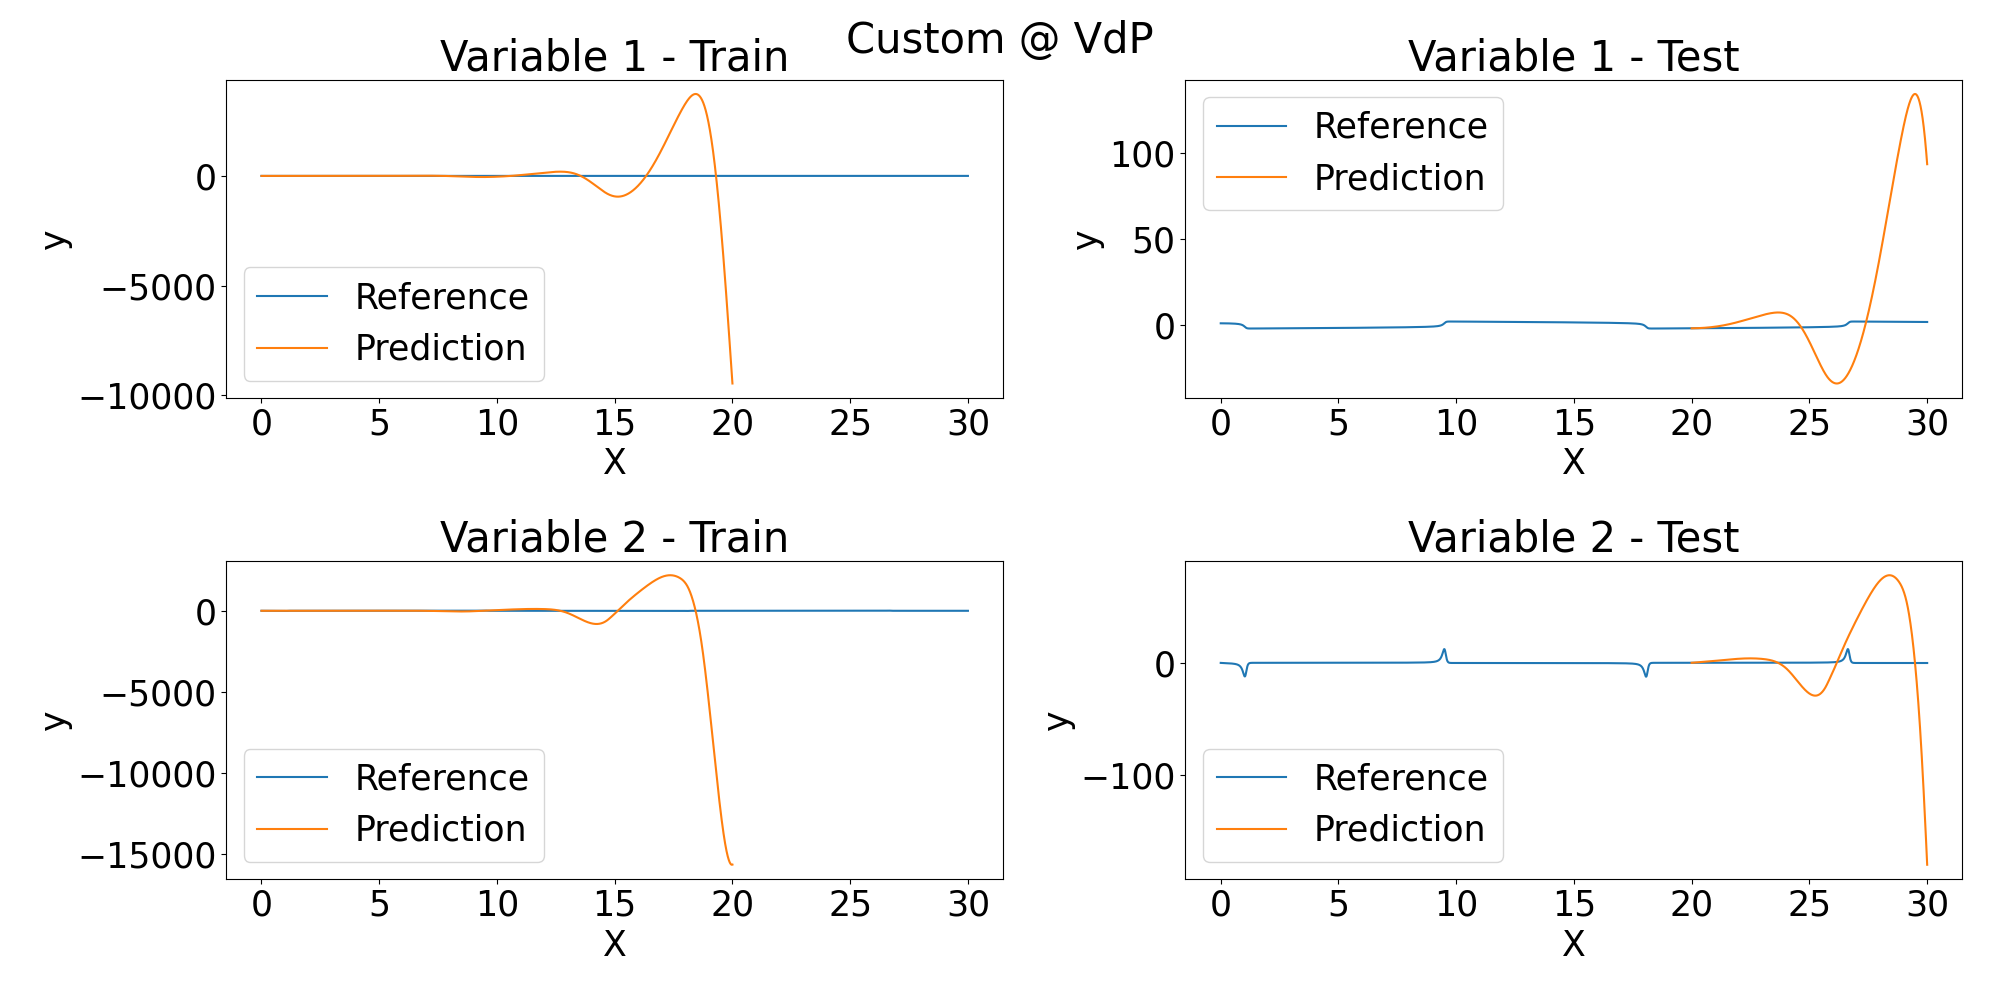 Custom @ VdP
Variable 1 - Train
y
0
−5000
−10000
Reference
Prediction
0 5 10 15 20 25 30
X
Variable 1 - Test
y
100
50
0
Reference
Prediction
0 5 10 15 20 25 30
X
Variable 2 - Train
y
0
−5000
−10000
−15000
Reference
Prediction
0 5 10 15 20 25 30
X
Variable 2 - Test
y
0
−100
Reference
Prediction
0 5 10 15 20 25 30
X